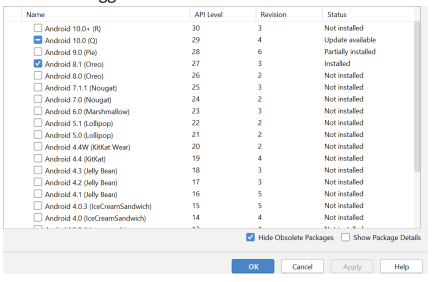 Name API Level Revision Status
Android 10.0+ (R) 30 3 Not installed
Android 10.0 (Q) 29 4 Update available
Android 9.0 (Pie) 28 6 Partially installed
Android 8.1 (Oreo) 27 3 Installed
Android 8.0 (Oreo) 26 2 Not installed
Android 7.1.1 (Nougat) 25 3 Not installed
Android 7.0 (Nougat) 24 2 Not installed
Android 6.0 (Marshmallow) 23 3 Not installed
Android 5.1 (Lollipop) 22 2 Not installed
Android 5.0 (Lollipop) 21 2 Not installed
Android 4.4W (KitKat Wear) 20 2 Not installed
Android 4.4 (KitKat) 19 4 Not installed
Android 4.3 (Jelly Bean) 18 3 Not installed
Android 4.2 (Jelly Bean) 17 3 Not installed
Android 4.1 (Jelly Bean) 16 5 Not installed
Android 4.0.3 (IceCreamSandwich) 15 5 Not installed
Android 4.0 (IceCreamSandwich) 14 4 Not installed
Hide Obsolete Packages Show Package Details
OK Cancel Apply Help